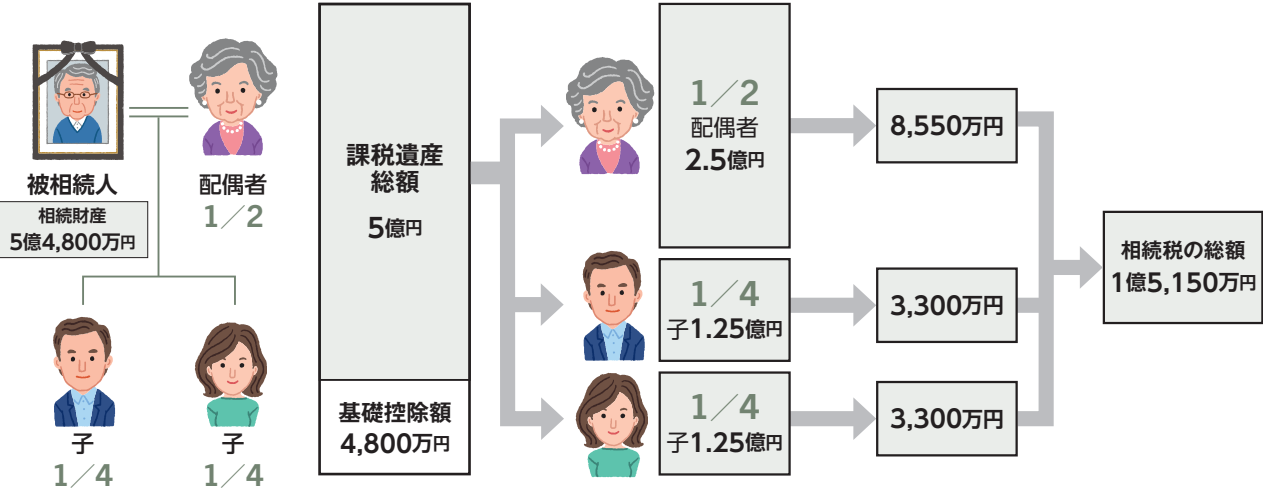 被相続人
相続財産
5億4,800万円
配偶者
1/2
子
1/4
子
1/4
課税遺産
総額
5億円
基礎控除額
4,800万円
1/2
配偶者
2.5億円
1/4
子1.25億円
1/4
子1.25億円
8,550万円
3,300万円
3,300万円
相続税の総額
1億5,150万円